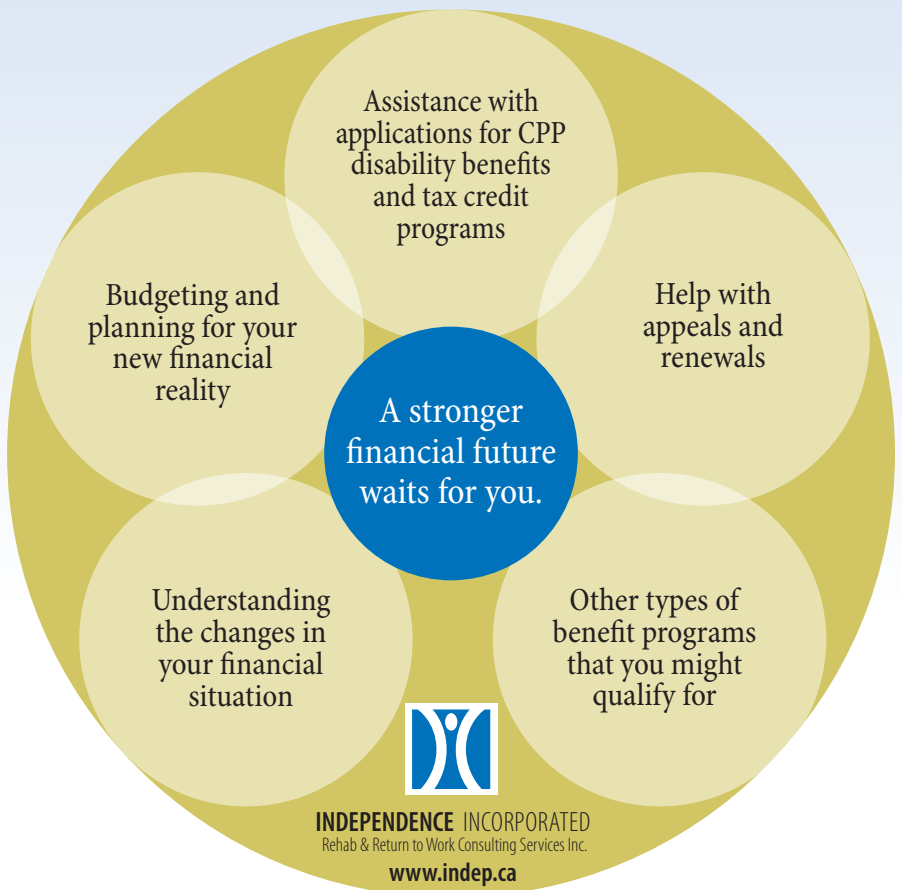 Assistance with
applications for CPP
disability benefits
and tax credit
programs
Budgeting and
planning for your
new financial
reality
Help with
appeals and
renewals
A stronger
financial future
waits for you.
Understanding
the changes in
your financial
situation
Other types of
benefit programs
that you might
qualify for
INDEPENDENCE INCORPORATED
Rehab & Return to Work Consulting Services Inc.
www.indep.ca